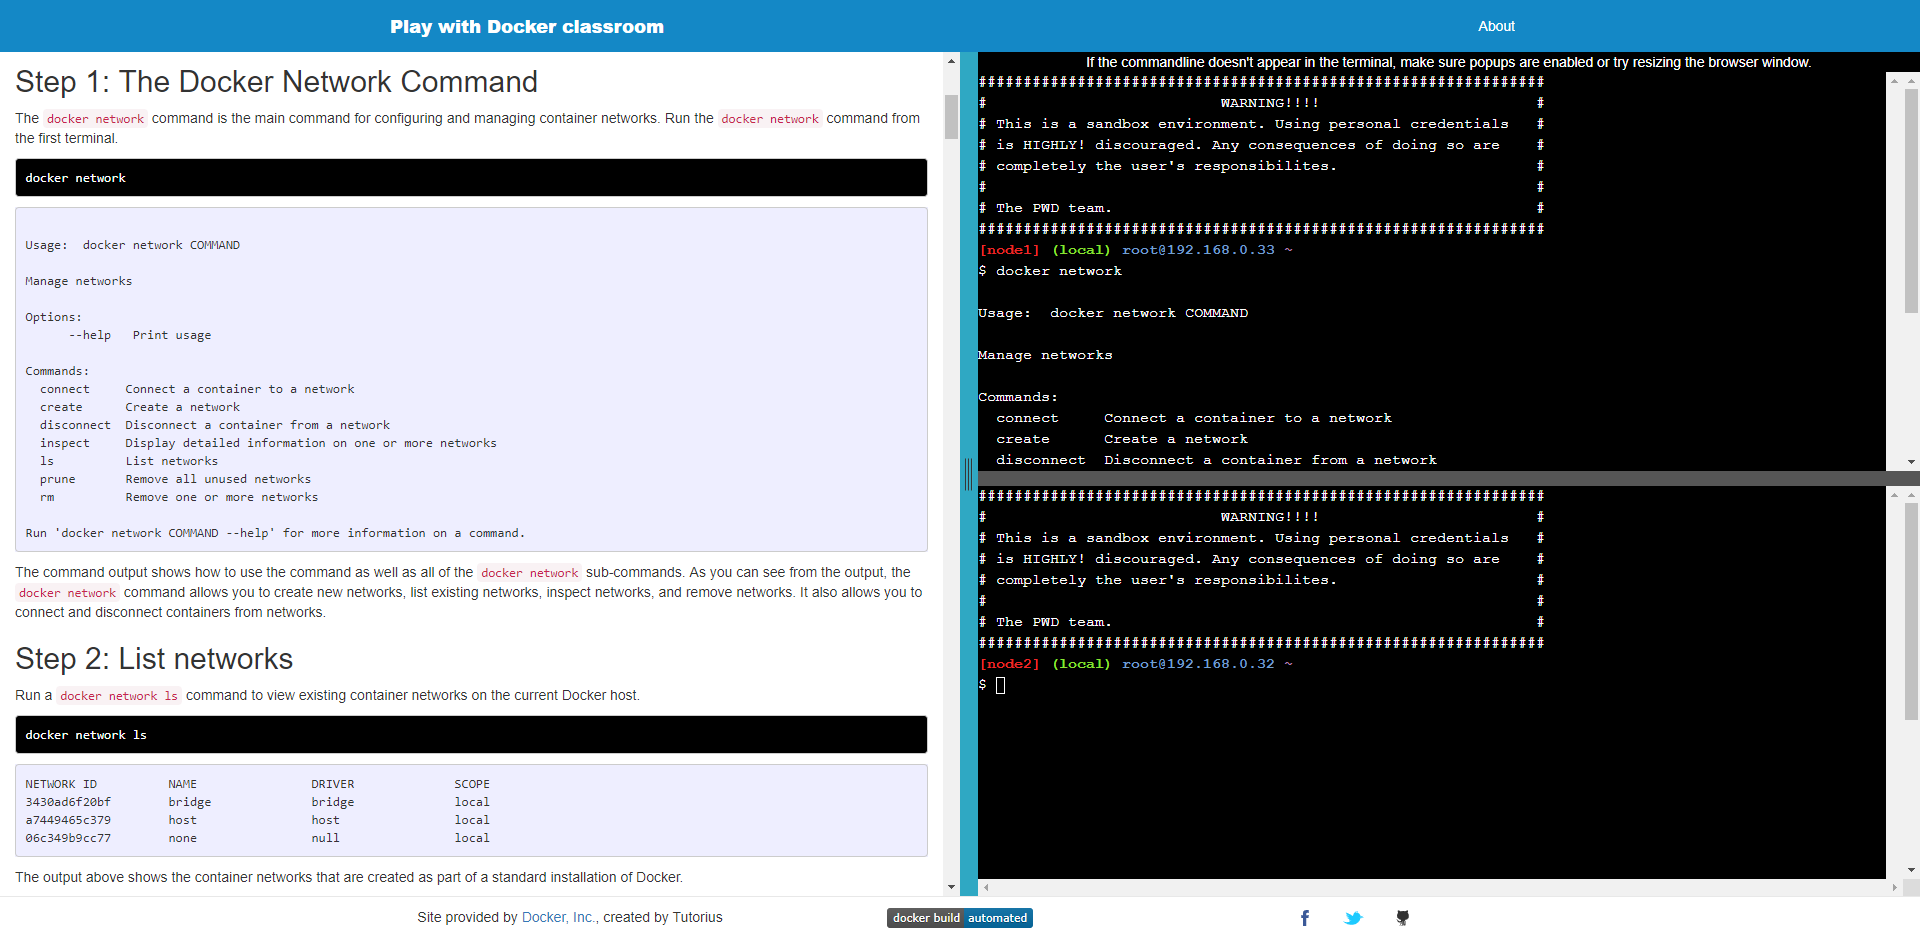 Play with Docker classroom
About
Step 1: The Docker Network Command
The docker network command is the main command for configuring and managing container networks. Run the docker network command from
the first terminal.
docker network
Usage:  docker network COMMAND
Manage networks
Options:
      --help   Print usage
Commands:
  connect     Connect a container to a network
  create      Create a network
  disconnect  Disconnect a container from a network
  inspect     Display detailed information on one or more networks
  ls          List networks
  prune       Remove all unused networks
  rm          Remove one or more networks
Run 'docker network COMMAND --help' for more information on a command.
The command output shows how to use the command as well as all of the docker network sub-commands. As you can see from the output, the
docker network command allows you to create new networks, list existing networks, inspect networks, and remove networks. It also allows you to
connect and disconnect containers from networks.
Step 2: List networks
Run a docker network ls command to view existing container networks on the current Docker host.
docker network ls
NETWORK ID          NAME                DRIVER              SCOPE
3430ad6f20bf        bridge              bridge              local
a7449465c379        host                host                local
06c349b9cc77        none                null                local
The output above shows the container networks that are created as part of a standard installation of Docker.
If the commandline doesn't appear in the terminal, make sure popups are enabled or try resizing the browser window.
###############################################################
#                          WARNING!!!!                        #
# This is a sandbox environment. Using personal credentials   #
# is HIGHLY! discouraged. Any consequences of doing so are    #
# completely the user's responsibilites.                      #
#                                                             #
# The PWD team.                                               #
###############################################################
[node1] (local) root@192.168.0.33 ~
$ docker network
Usage:  docker network COMMAND
Manage networks
Commands:
  connect     Connect a container to a network
  create      Create a network
  disconnect  Disconnect a container from a network
###############################################################
#                          WARNING!!!!                        #
# This is a sandbox environment. Using personal credentials   #
# is HIGHLY! discouraged. Any consequences of doing so are    #
# completely the user's responsibilites.                      #
#                                                             #
# The PWD team.                                               #
###############################################################
[node2] (local) root@192.168.0.32 ~
$
Site provided by Docker, Inc., created by Tutorius
docker build automated